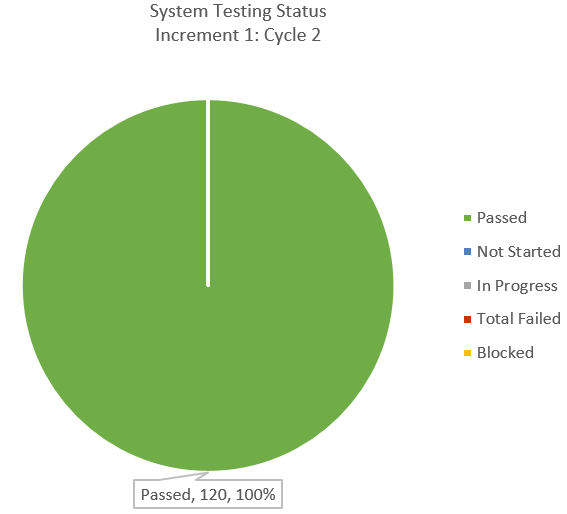 System Testing Status
Increment 1: Cycle 2
Passed
Not Started
In Progress
Total Failed
Blocked
Passed, 120, 100%